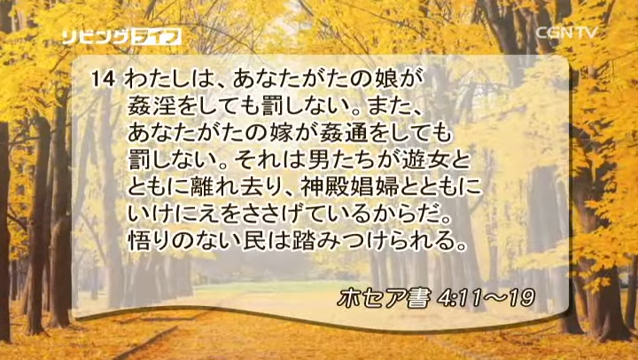 リビングライフ
CGNTV
14 わたしは、あなたがたの娘が
姦淫をしても罰しない。また、
あなたがたの嫁が姦通をしても
罰しない。それは男たちが遊女と
ともに離れ去り、神殿娼婦とともに
いけにえをささげているからだ。
悟りのない民は踏みつけられる。
ホセア書 4:11〜19